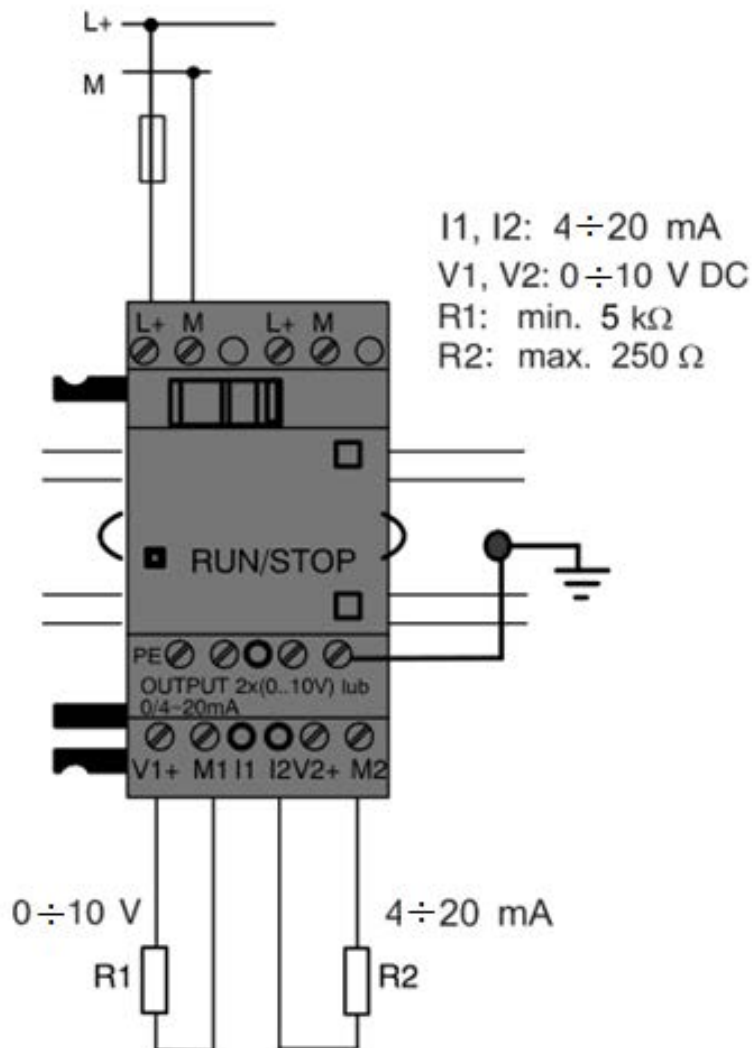 L+
M
I1, I2: 4÷20 mA
V1, V2: 0÷10 V DC
R1: min. 5 kΩ
R2: max. 250 Ω
L+ M L+ M
RUN/STOP
PE
OUTPUT 2x(0..10V) lub
0/4-20mA
V1+ M1 I1 I2 V2+ M2
0÷10 V 4÷20 mA
R1 R2